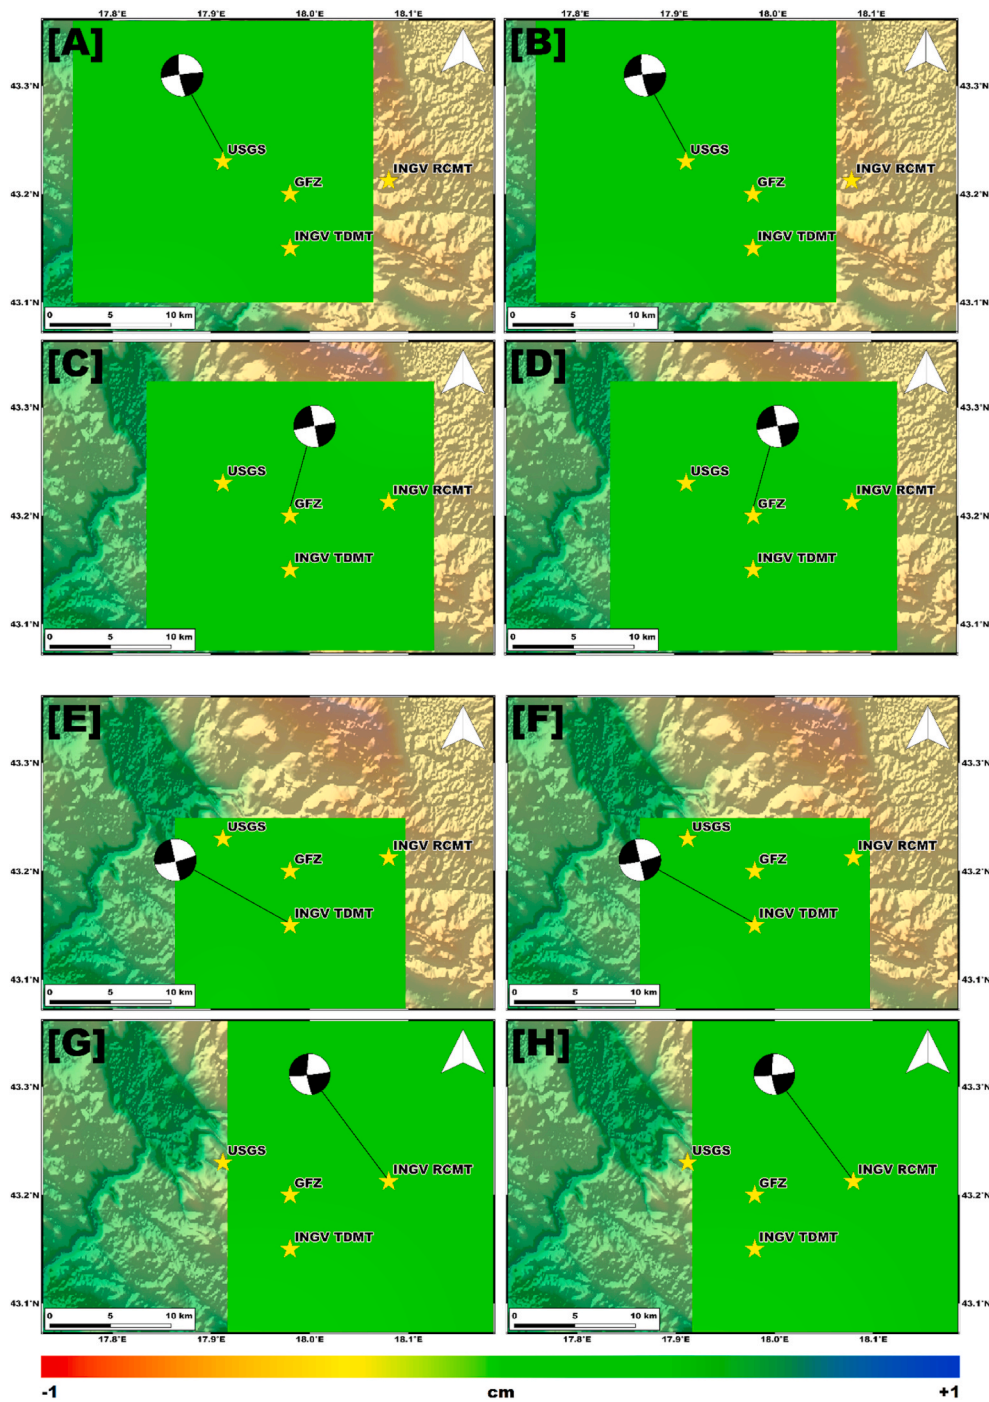 17.8°E 17.9°E 18.0°E 18.1°E 17.8°E 17.9°E 18.0°E 18.1°E
[A] [B]
43.3°N 43.3°N
USGS USGS
INGV RCMT INGV RCMT
GFZ GFZ
43.2°N 43.2°N
INGV TDMT INGV TDMT
43.1°N 43.1°N
0 5 10 km 0 5 10 km
[C] [D]
43.3°N 43.3°N
USGS USGS
INGV RCMT INGV RCMT
GFZ GFZ
43.2°N 43.2°N
INGV TDMT INGV TDMT
43.1°N 43.1°N
0 5 10 km 0 5 10 km
[E] [F]
43.3°N 43.3°N
USGS USGS
INGV RCMT INGV RCMT
GFZ GFZ
43.2°N 43.2°N
INGV TDMT INGV TDMT
43.1°N 43.1°N
0 5 10 km 0 5 10 km
[G] [H]
43.3°N 43.3°N
USGS USGS
INGV RCMT INGV RCMT
GFZ GFZ
43.2°N 43.2°N
INGV TDMT INGV TDMT
43.1°N 43.1°N
0 5 10 km 0 5 10 km
17.8°E 17.9°E 18.0°E 18.1°E 17.8°E 17.9°E 18.0°E 18.1°E
-1 cm +1